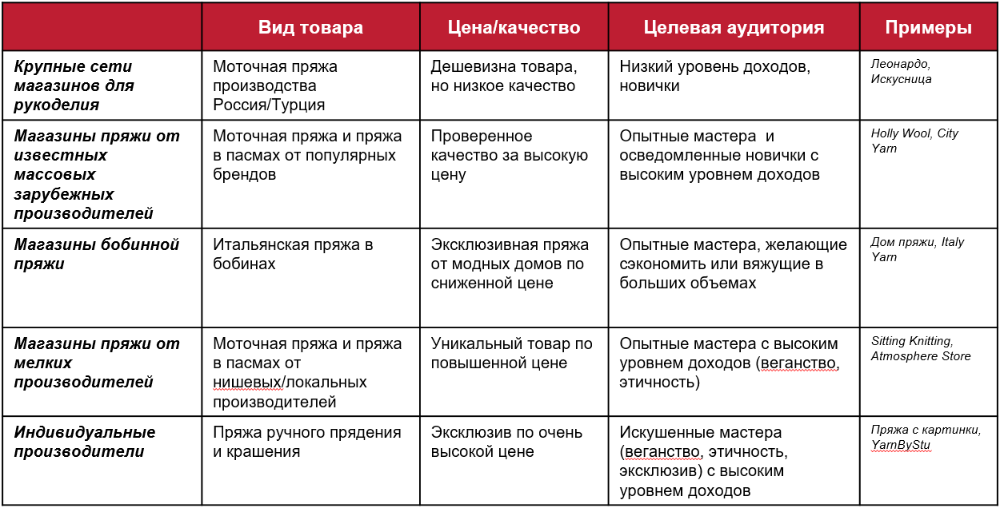 Вид товара
Цена/качество
Целевая аудитория
Примеры
Крупные сети
магазинов для
рукоделия
Моточная пряжа
производства
Россия/Турция
Дешевизна товара,
но низкое качество
Низкий уровень доходов,
новички
Леонардо,
Искусница
Магазины пряжи от
известных
массовых
зарубежных
производителей
Моточная пряжа и пряжа
в пасмах от популярных
брендов
Проверенное
качество за высокую
цену
Опытные мастера и
осведомленные новички с
высоким уровнем доходов
Holly Wool, City
Yarn
Магазины бобинной
пряжи
Итальянская пряжа в
бобинах
Эксклюзивная пряжа
от модных домов по
сниженной цене
Опытные мастера, желающие
сэкономить или вяжущие в
больших объемах
Дом пряжи, Italy
Yarn
Магазины пряжи от
мелких
производителей
Моточная пряжа и пряжа
в пасмах от
нишевых/локальных
производителей
Уникальный товар по
повышенной цене
Опытные мастера с высоким
уровнем доходов (веганство,
этичность)
Sitting Knitting,
Atmosphere Store
Индивидуальные
производители
Пряжа ручного прядения
и крашения
Эксклюзив по очень
высокой цене
Искушенные мастера
(веганство, этичность,
эксклюзив) с высоким
уровнем доходов
Пряжа с картинки,
YarnByStu